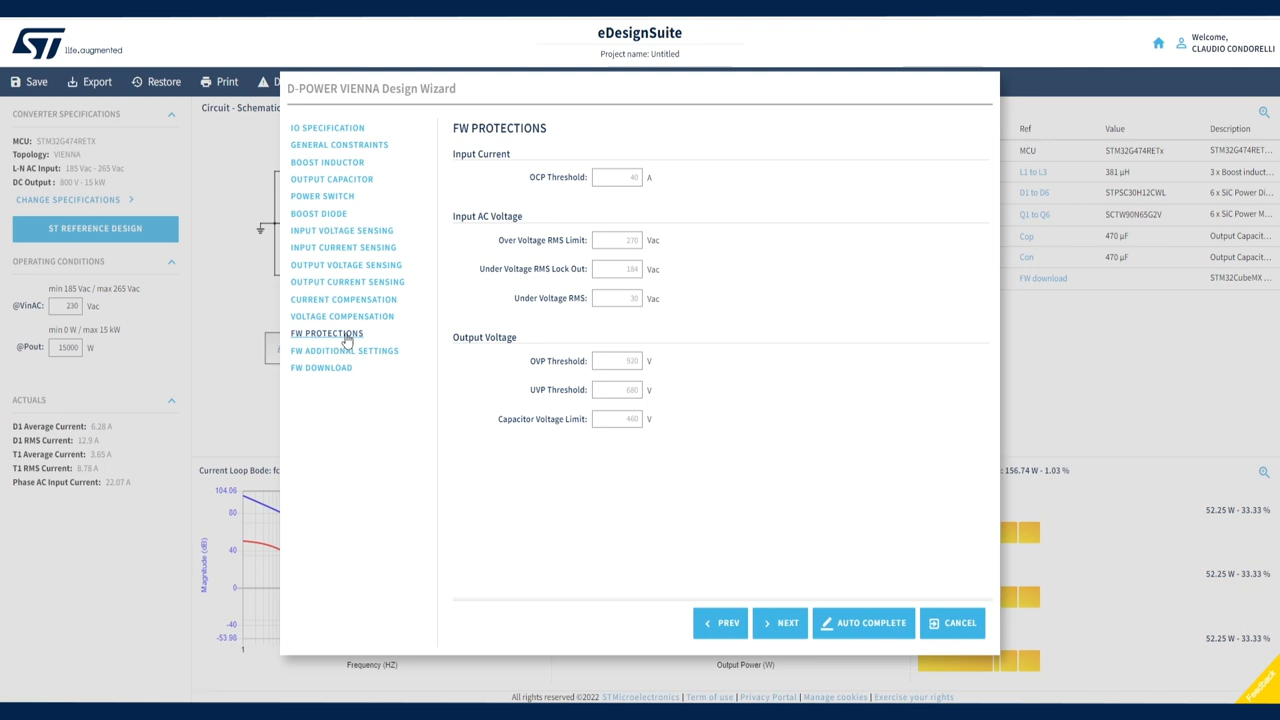 ST life.augmented
eDesignSuite
Project name: Untitled
Welcome,
CLAUDIO CONDORELLI
Save
Export
Restore
Print
D-POWER VIENNA Design Wizard
CONVERTER SPECIFICATIONS
MCU: STM32G474RETX
Topology: VIENNA
L-N AC Input: 185 Vac - 265 Vac
DC Output : 800 V - 15 kW
CHANGE SPECIFICATIONS
ST REFERENCE DESIGN
OPERATING CONDITIONS
min 185 Vac / max 265 Vac
@VinAC: 230 Vac
min 0 W / max 15 kW
@Pout: 15000 W
ACTUALS
D1 Average Current: 6.28 A
D1 RMS Current: 12.9 A
T1 Average Current: 3.65 A
T1 RMS Current: 8.78 A
Phase AC Input Current: 22.07 A
Circuit - Schematic
IO SPECIFICATION
GENERAL CONSTRAINTS
BOOST INDUCTOR
OUTPUT CAPACITOR
POWER SWITCH
BOOST DIODE
INPUT VOLTAGE SENSING
INPUT CURRENT SENSING
OUTPUT VOLTAGE SENSING
OUTPUT CURRENT SENSING
CURRENT COMPENSATION
VOLTAGE COMPENSATION
FW PROTECTIONS
FW ADDITIONAL SETTINGS
FW DOWNLOAD
FW PROTECTIONS
Input Current
OCP Threshold: 40 A
Input AC Voltage
Over Voltage RMS Limit: 270 Vac
Under Voltage RMS Lock Out: 184 Vac
Under Voltage RMS: 30 Vac
Output Voltage
OVP Threshold: 920 V
UVP Threshold: 680 V
Capacitor Voltage Limit: 460 V
PREV
NEXT
AUTO COMPLETE
CANCEL
Ref Value Description
MCU STM32G474RETx STM32G474RET...
L1 to L3 381 µH 3 x Boost induct...
D1 to D6 STPSC30H12CWL 6 x SiC Power Di...
Q1 to Q6 SCTW90N65G2V 6 x SiC Power M...
Cop 470 µF Output Capacit...
Con 470 µF Output Capacit...
FW download STM32CubeMX ...
Current Loop Bode: fc
104.06
80
40
0
-40
-53.98
1
Magnitude (dB)
Frequency (HZ)
Output Power (W)
: 156.74 W - 1.03 %
52.25 W - 33.33 %
52.25 W - 33.33 %
52.25 W - 33.33 %
All rights reserved ©2022 STMicroelectronics | Term of use | Privacy Portal | Manage cookies | Exercise your rights
Feedback